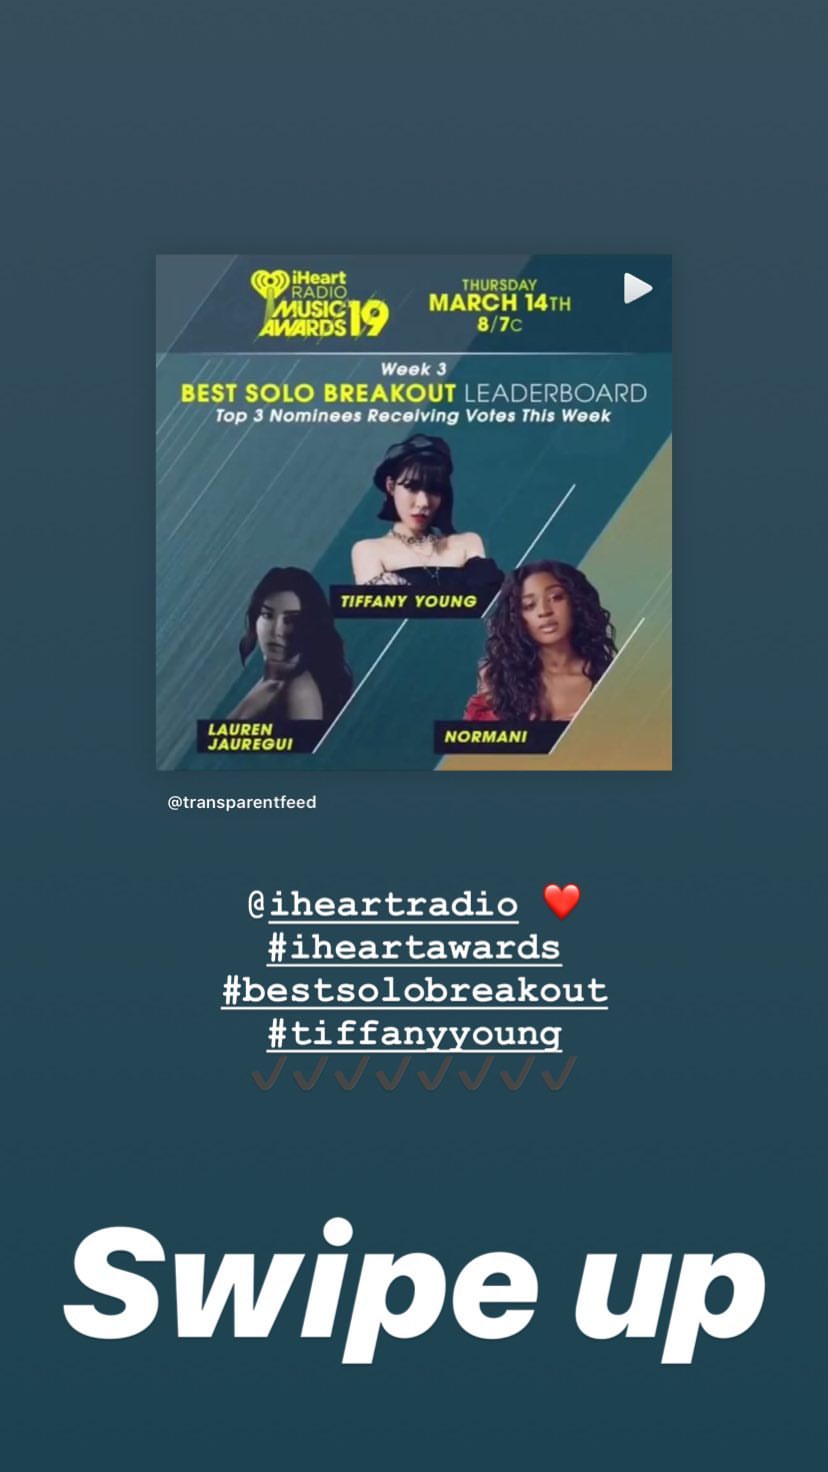 iHeart
RADIO
MUSIC
AWARDS 19
THURSDAY
MARCH 14TH
8/7C
Week 3
BEST SOLO BREAKOUT LEADERBOARD
Top 3 Nominees Receiving Votes This Week
TIFFANY YOUNG
LAUREN
JAUREGUI
NORMANI
@transparentfeed
@iheartradio ❤️
#iheartawards
#bestsolobreakout
#tiffanyyoung
✔✔✔✔✔✔✔✔
Swipe up